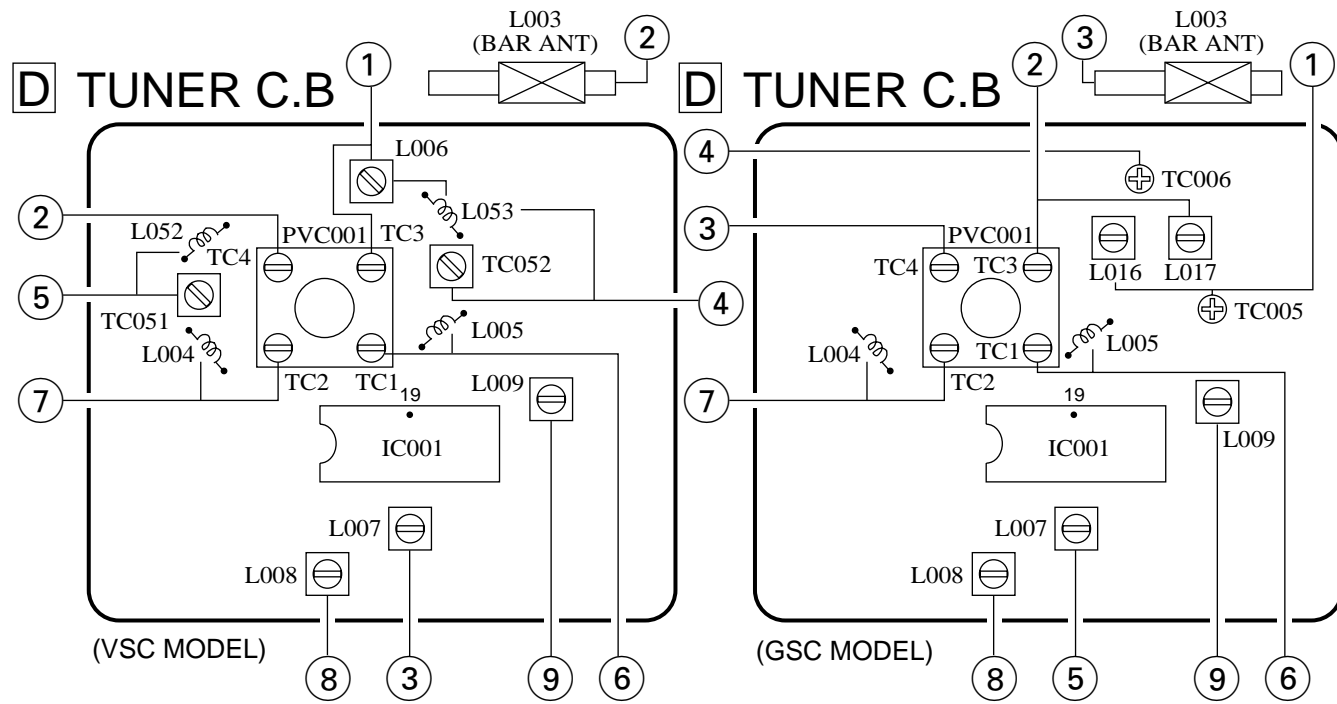 D TUNER C.B
1
L003
(BAR ANT)
2
L006
2
L052
L053
PVC001
TC3
TC4
TC052
5
4
TC051
L005
L004
TC2
TC1
6
7
L009
19
IC001
L007
L008
(VSC MODEL)
8
3
9
6
D TUNER C.B
2
3
L003
(BAR ANT)
1
4
TC006
3
PVC001
TC4
TC3
L016
L017
TC005
L004
TC1
L005
TC2
7
19
IC001
L009
L007
L008
(GSC MODEL)
8
5
9
6